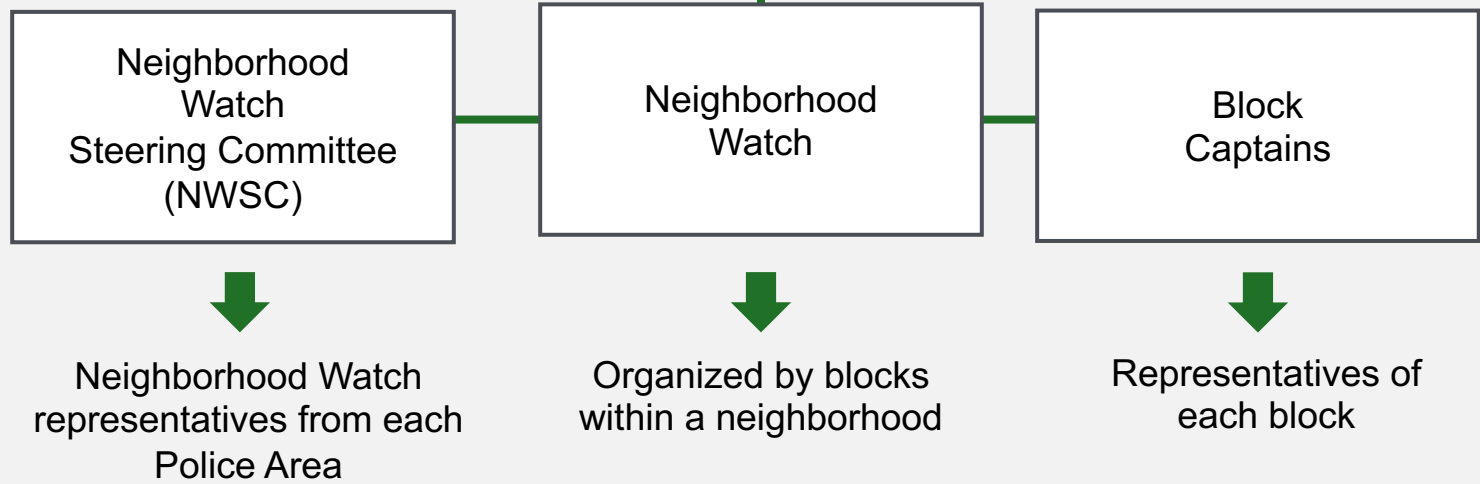 Neighborhood
Watch
Steering Committee
(NWSC)
Neighborhood
Watch
Block
Captains
Neighborhood Watch
representatives from each
Police Area
Organized by blocks
within a neighborhood
Representatives of
each block